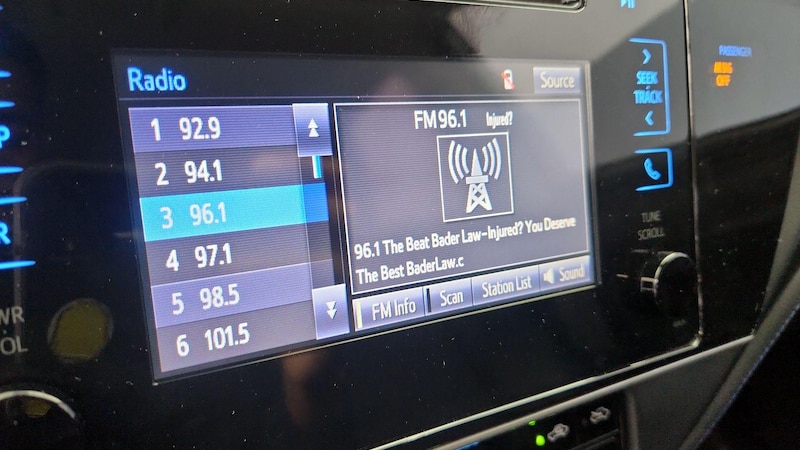 Radio
Source
1 92.9
2 94.1
3 96.1
4 97.1
5 98.5
6 101.5
FM 96.1 Injured?
96.1 The Beat Bader Law-Injured? You Deserve
The Best BaderLaw.c
FM Info
Scan
Station List
Sound
SEEK
TRACK
TUNE
SCROLL
PASSENGER
OFF